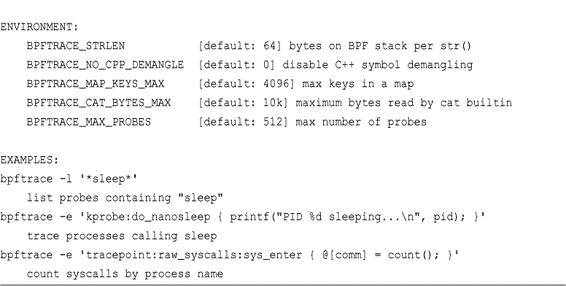 ENVIRONMENT:
BPFTRACE_STRLEN [default: 64] bytes on BPF stack per str()
BPFTRACE_NO_CPP_DEMANGLE [default: 0] disable C++ symbol demangling
BPFTRACE_MAP_KEYS_MAX [default: 4096] max keys in a map
BPFTRACE_CAT_BYTES_MAX [default: 10k] maximum bytes read by cat builtin
BPFTRACE_MAX_PROBES [default: 512] max number of probes
EXAMPLES:
bpftrace -l '*sleep*'
list probes containing "sleep"
bpftrace -e 'kprobe:do_nanosleep { printf("PID %d sleeping...\n", pid); }'
trace processes calling sleep
bpftrace -e 'tracepoint:raw_syscalls:sys_enter { @[comm] = count(); }'
count syscalls by process name